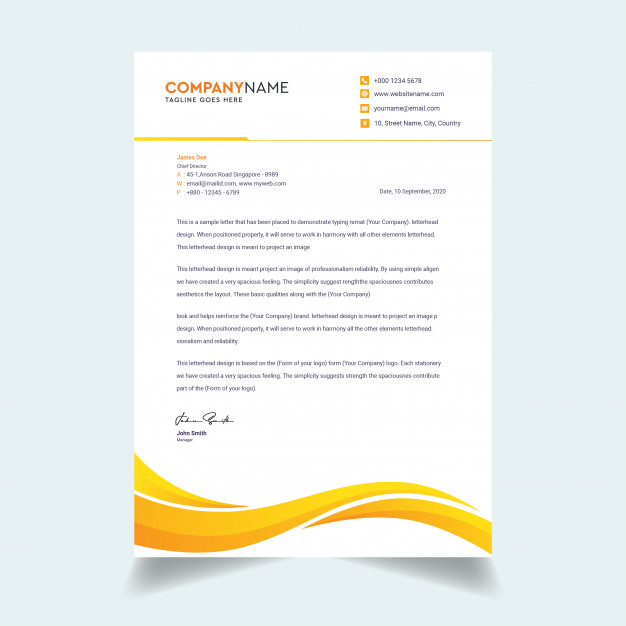 COMPANYNAME
TAGLINE GOES HERE
+000 1234 5678
www.websitename.com
yourname@email.com
10, Street Name, City, Country
James Doe
Chief Director
A : 45-1,Anson Road Singapore - 8989
W : email@mailid.com, www.myweb.com
P : +880 - 12345 - 6789
Date, 10 September, 2020
This is a sample letter that has been placed to demonstrate typing remat (Your Company). letterhead
design. When positioned properly, it will serve to work in harmony with all other elements letterhead.
This letterhead design is meant to project an image
This letterhead design meant project an image of professionalism reliability. By using simple aligen
we have created a very spacious feeling. The simplicity suggest rengththe spaciousnes contributes
aesthetics the layout. These basic qualities along with the (Your Company)
look and helps reinforce the (Your Company) brand. letterhead design is meant to project an image p
design. When positioned properly, it will serve to work in harmony all the other elements letterhead.
xionalism and reliability.
This letterhead design is based on the (Form of your logo) form (Your Company) logo. Each stationery
we have created a very spacious feeling. The simplicity of suggests strength the spaciousnes contribute
part of the (Form of your logo).
John Smith
John Smith
Manager